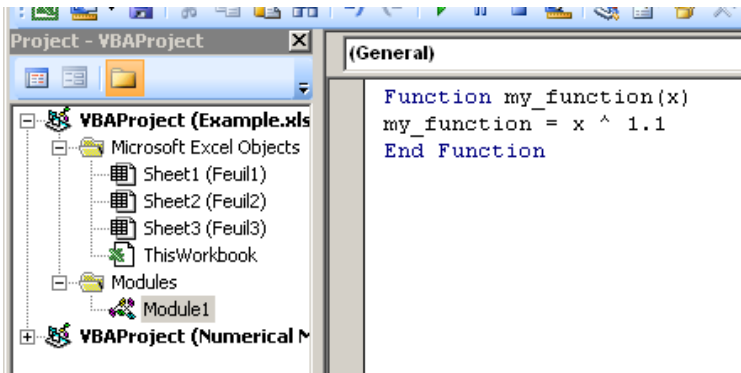 Project - VBAProject
(General)
VBAProject (Example.xls
Microsoft Excel Objects
Sheet1 (Feuil1)
Sheet2 (Feuil2)
Sheet3 (Feuil3)
ThisWorkbook
Modules
Module1
VBAProject (Numerical M
Function my_function(x)
my_function = x ^ 1.1
End Function